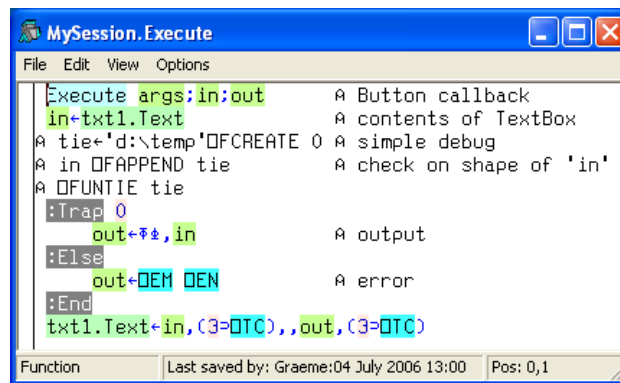 MySession.Execute
File Edit View Options
Execute args;in;out ⍝ Button callback
in←txt1.Text ⍝ contents of TextBox
⍝ tie←'d:\temp'⎕FCREATE 0 ⍝ simple debug
⍝ in ⎕FAPPEND tie ⍝ check on shape of 'in'
⍝ ⎕FUNTIE tie
:Trap 0
out←⍕⍎,in ⍝ output
:Else
out←⎕EM ⎕EN ⍝ error
:End
txt1.Text←in,(3⊃⎕TC),,out,(3⊃⎕TC)
Function Last saved by: Graeme:04 July 2006 13:00 Pos: 0,1